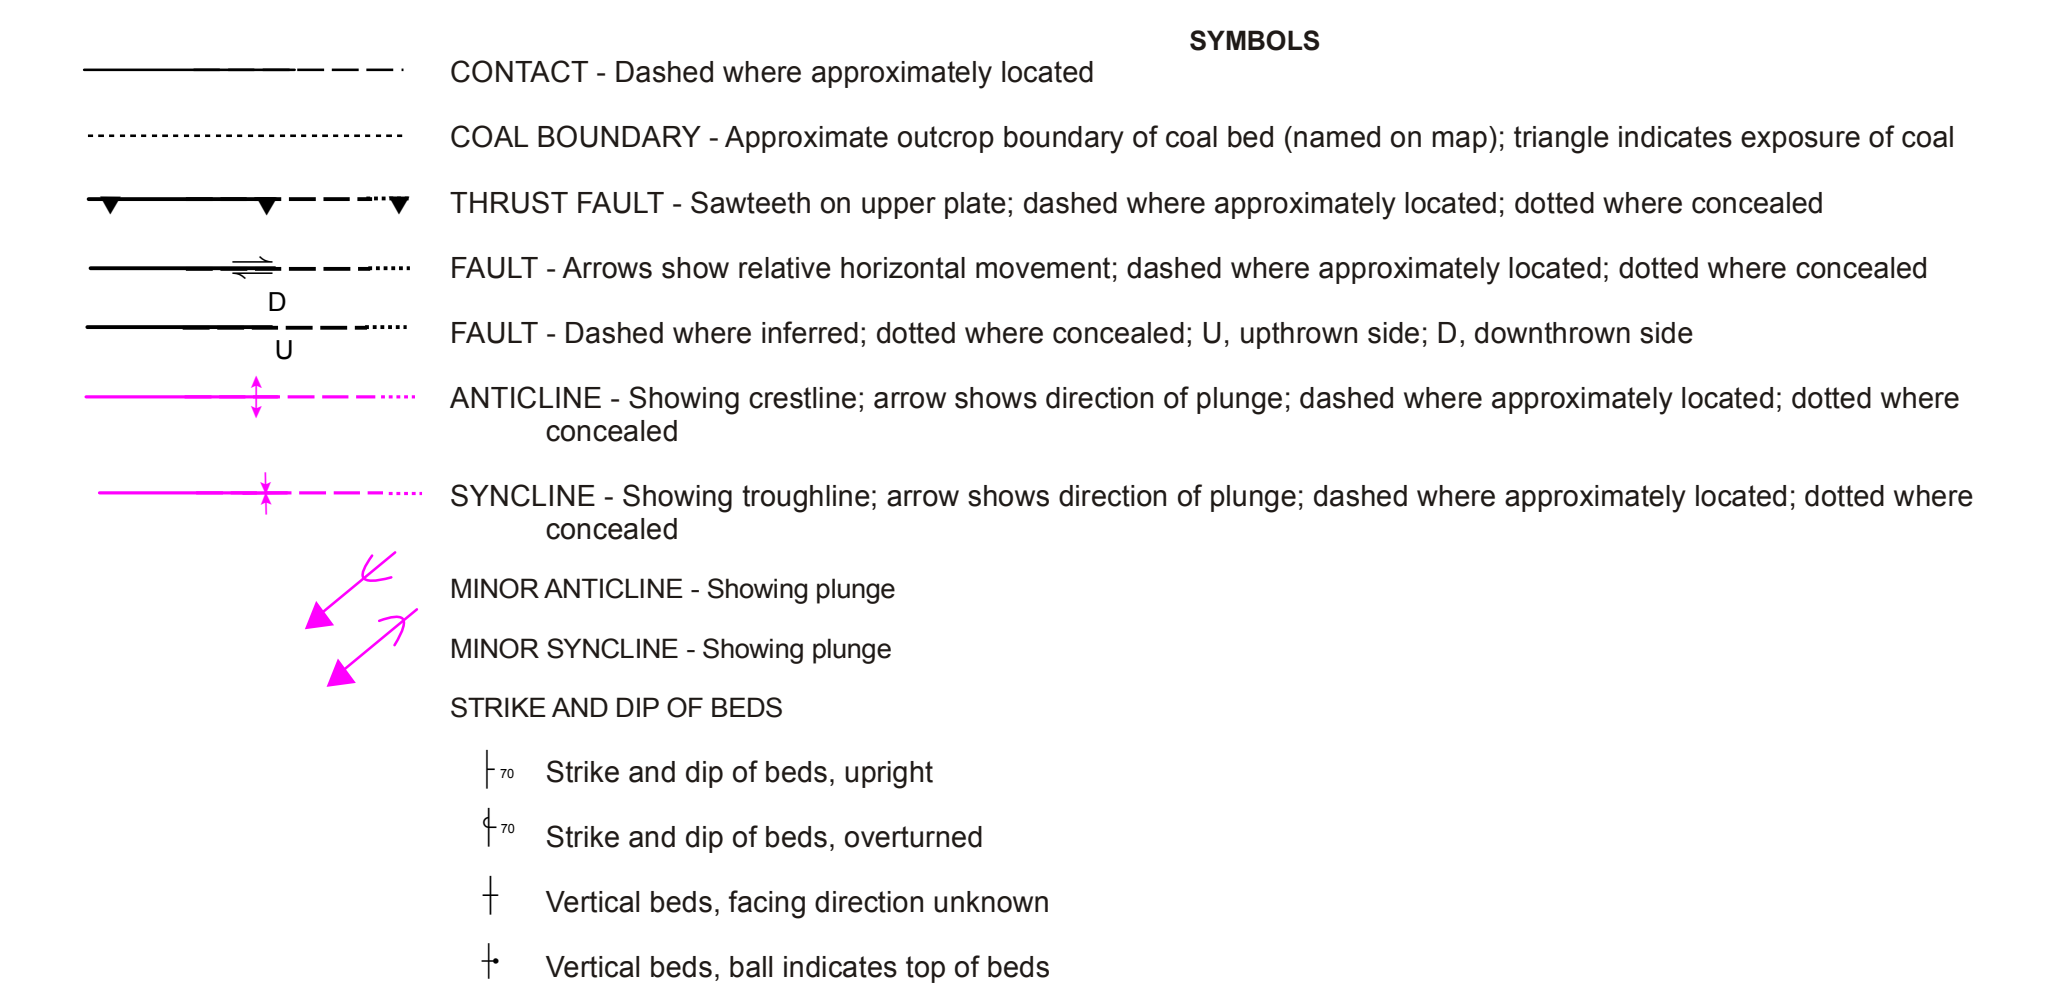 SYMBOLS
CONTACT - Dashed where approximately located
COAL BOUNDARY - Approximate outcrop boundary of coal bed (named on map); triangle indicates exposure of coal
THRUST FAULT - Sawteeth on upper plate; dashed where approximately located; dotted where concealed
FAULT - Arrows show relative horizontal movement; dashed where approximately located; dotted where concealed
D
FAULT - Dashed where inferred; dotted where concealed; U, upthrown side; D, downthrown side
U
ANTICLINE - Showing crestline; arrow shows direction of plunge; dashed where approximately located; dotted where
concealed
SYNCLINE - Showing troughline; arrow shows direction of plunge; dashed where approximately located; dotted where
concealed
MINOR ANTICLINE - Showing plunge
MINOR SYNCLINE - Showing plunge
STRIKE AND DIP OF BEDS
70 Strike and dip of beds, upright
70 Strike and dip of beds, overturned
Vertical beds, facing direction unknown
Vertical beds, ball indicates top of beds